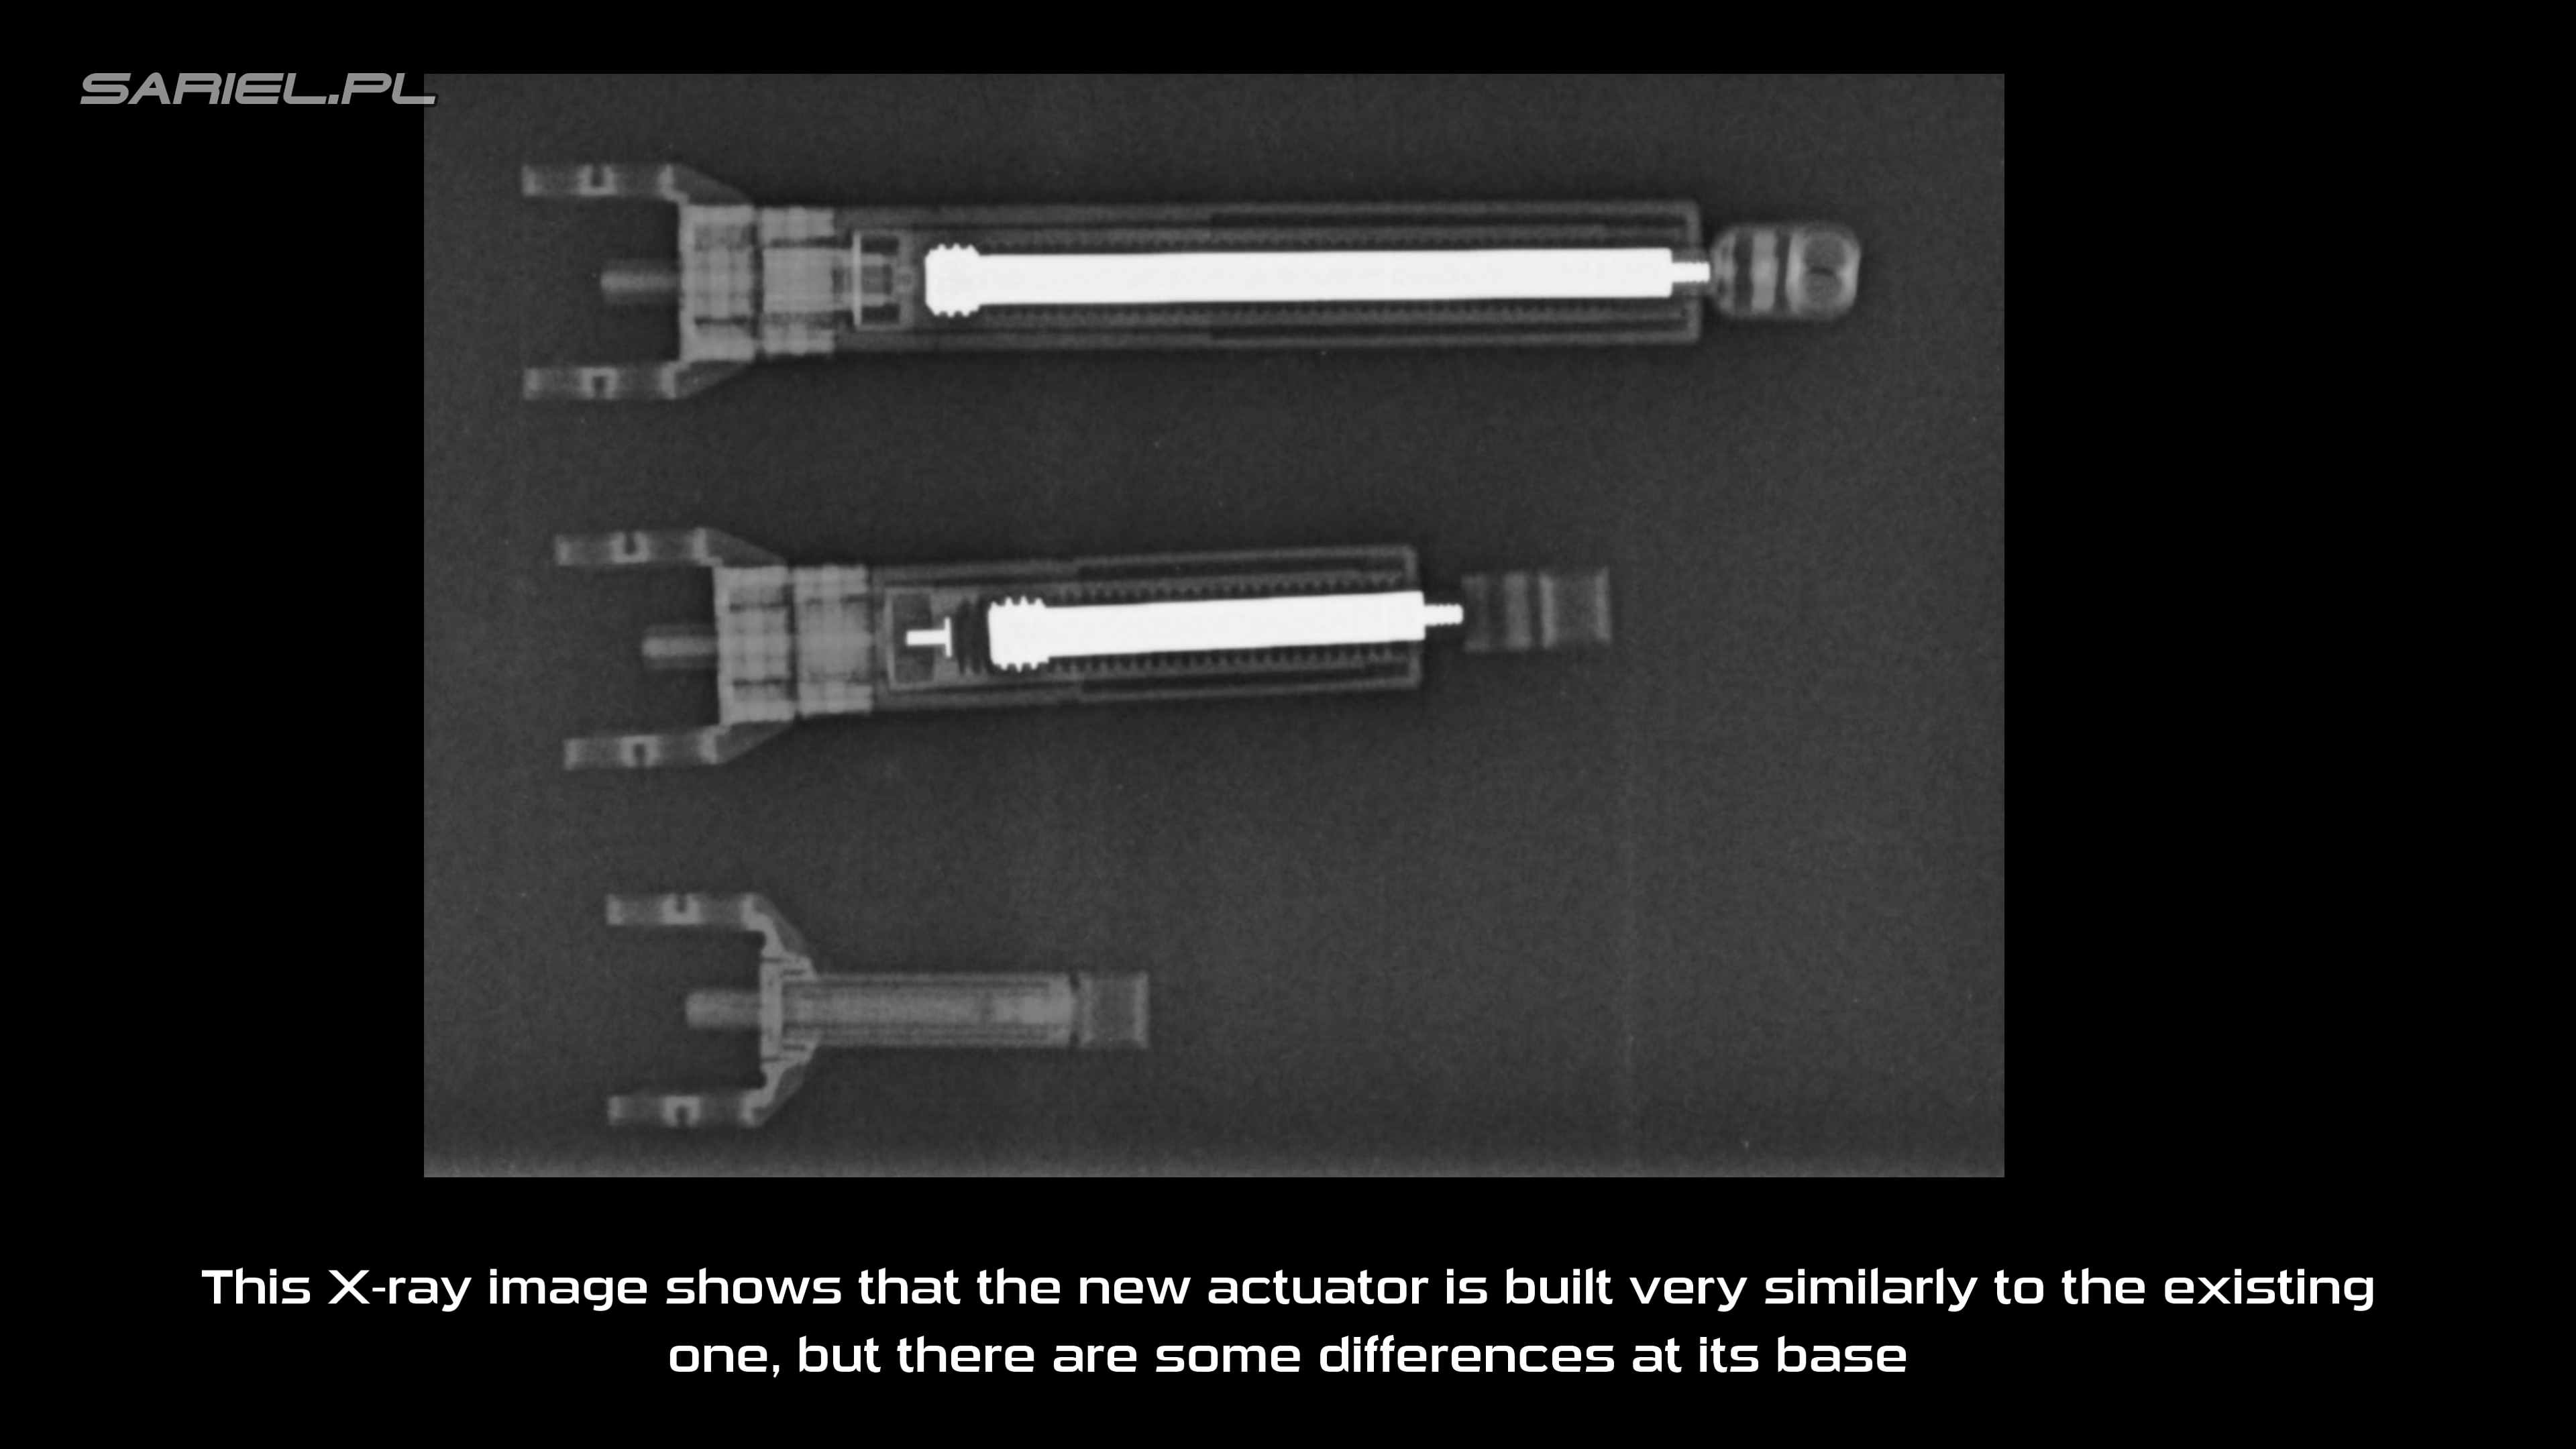 SARIEL.PL
This X-ray image shows that the new actuator is built very similarly to the existing
one, but there are some differences at its base